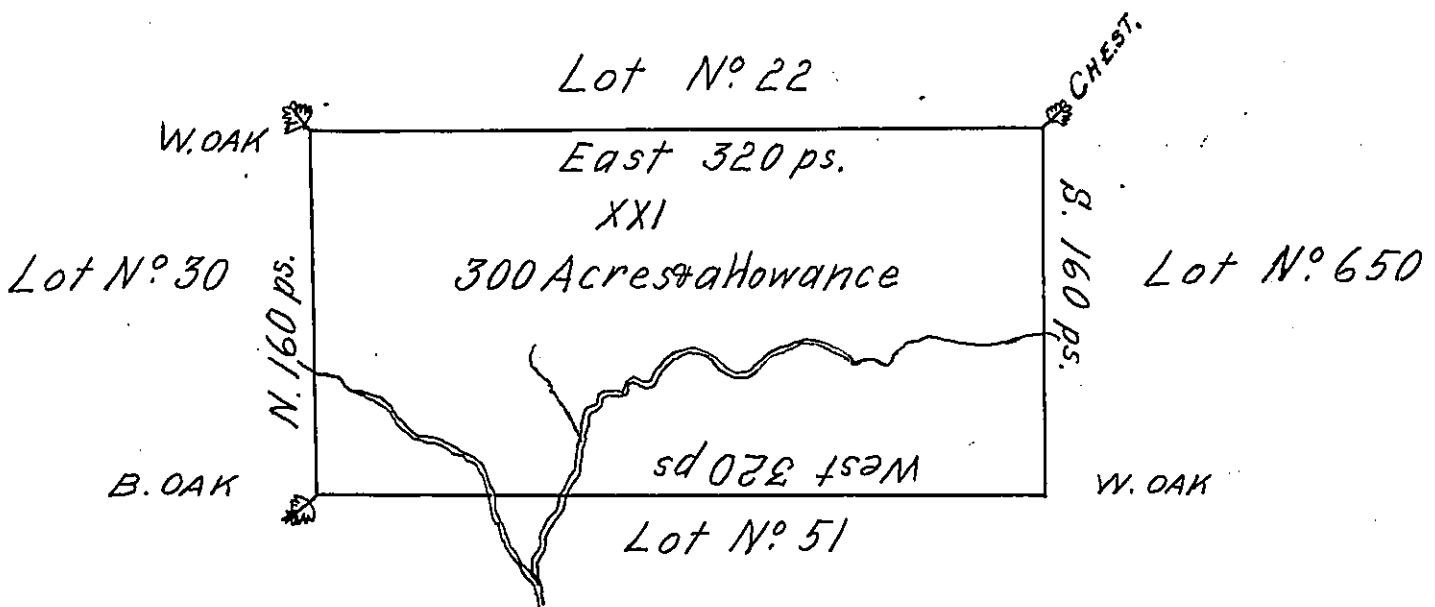 Lot Nº 22
CHEST.
W. OAK
East 320 ps.
XXI
300 Acres & allowance
Lot Nº 30
N. 160 ps.
S. 160 ps.
Lot Nº 650
West 320 ps
B. OAK
W. OAK
Lot Nº 51